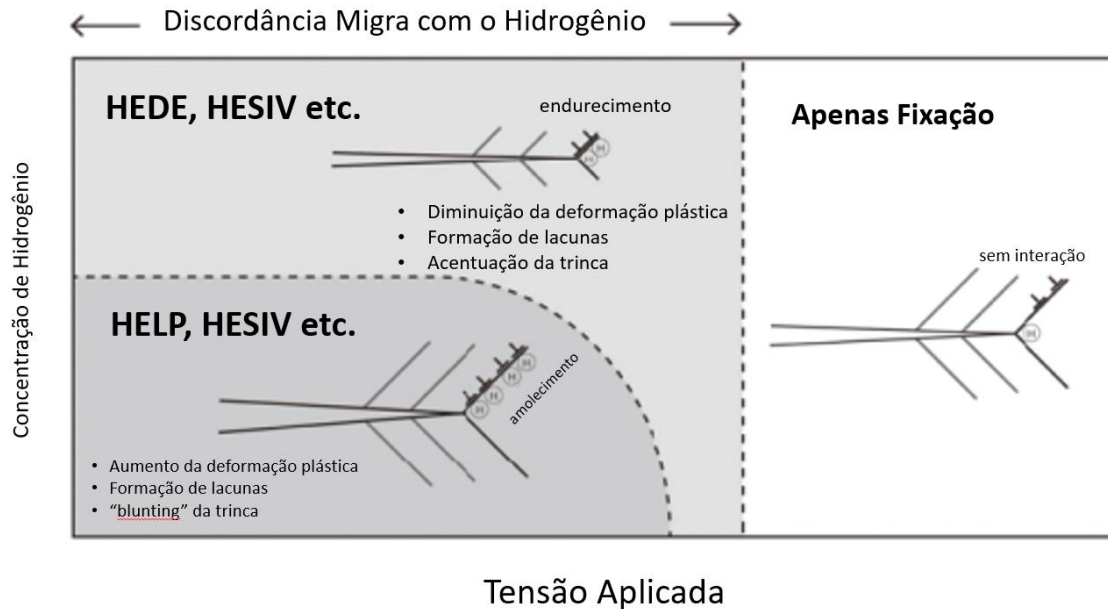 Discordância Migra com o Hidrogênio
HEDE, HESIV etc.
endurecimento
H
H
• Diminuição da deformação plástica
• Formação de lacunas
• Acentuação da trinca
Apenas Fixação
sem interação
H
HELP, HESIV etc.
H
H
H
H
amolecimento
• Aumento da deformação plástica
• Formação de lacunas
• “blunting” da trinca
Concentração de Hidrogênio
Tensão Aplicada